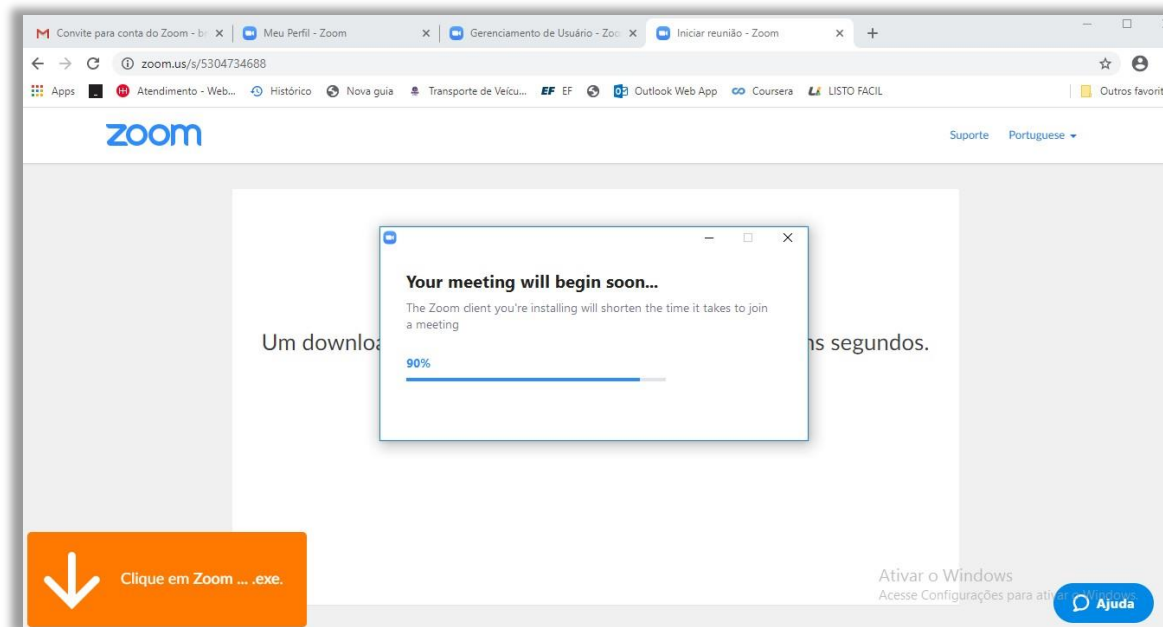 Convite para conta do Zoom - br
Meu Perfil - Zoom
Gerenciamento de Usuário - Zoo
Iniciar reunião - Zoom
zoom.us/s/5304734688
Apps
Atendimento - Web...
Histórico
Nova guia
Transporte de Veícu...
EF EF
Outlook Web App
Coursera
LISTO FACIL
Outros favorit
zoom
Suporte
Portuguese
Your meeting will begin soon...
The Zoom client you're installing will shorten the time it takes to join
a meeting
Um downloa
segundos.
90%
Clique em Zoom ... .exe.
Ativar o Windows
Acesse Configurações para ativar o Windows.
Ajuda